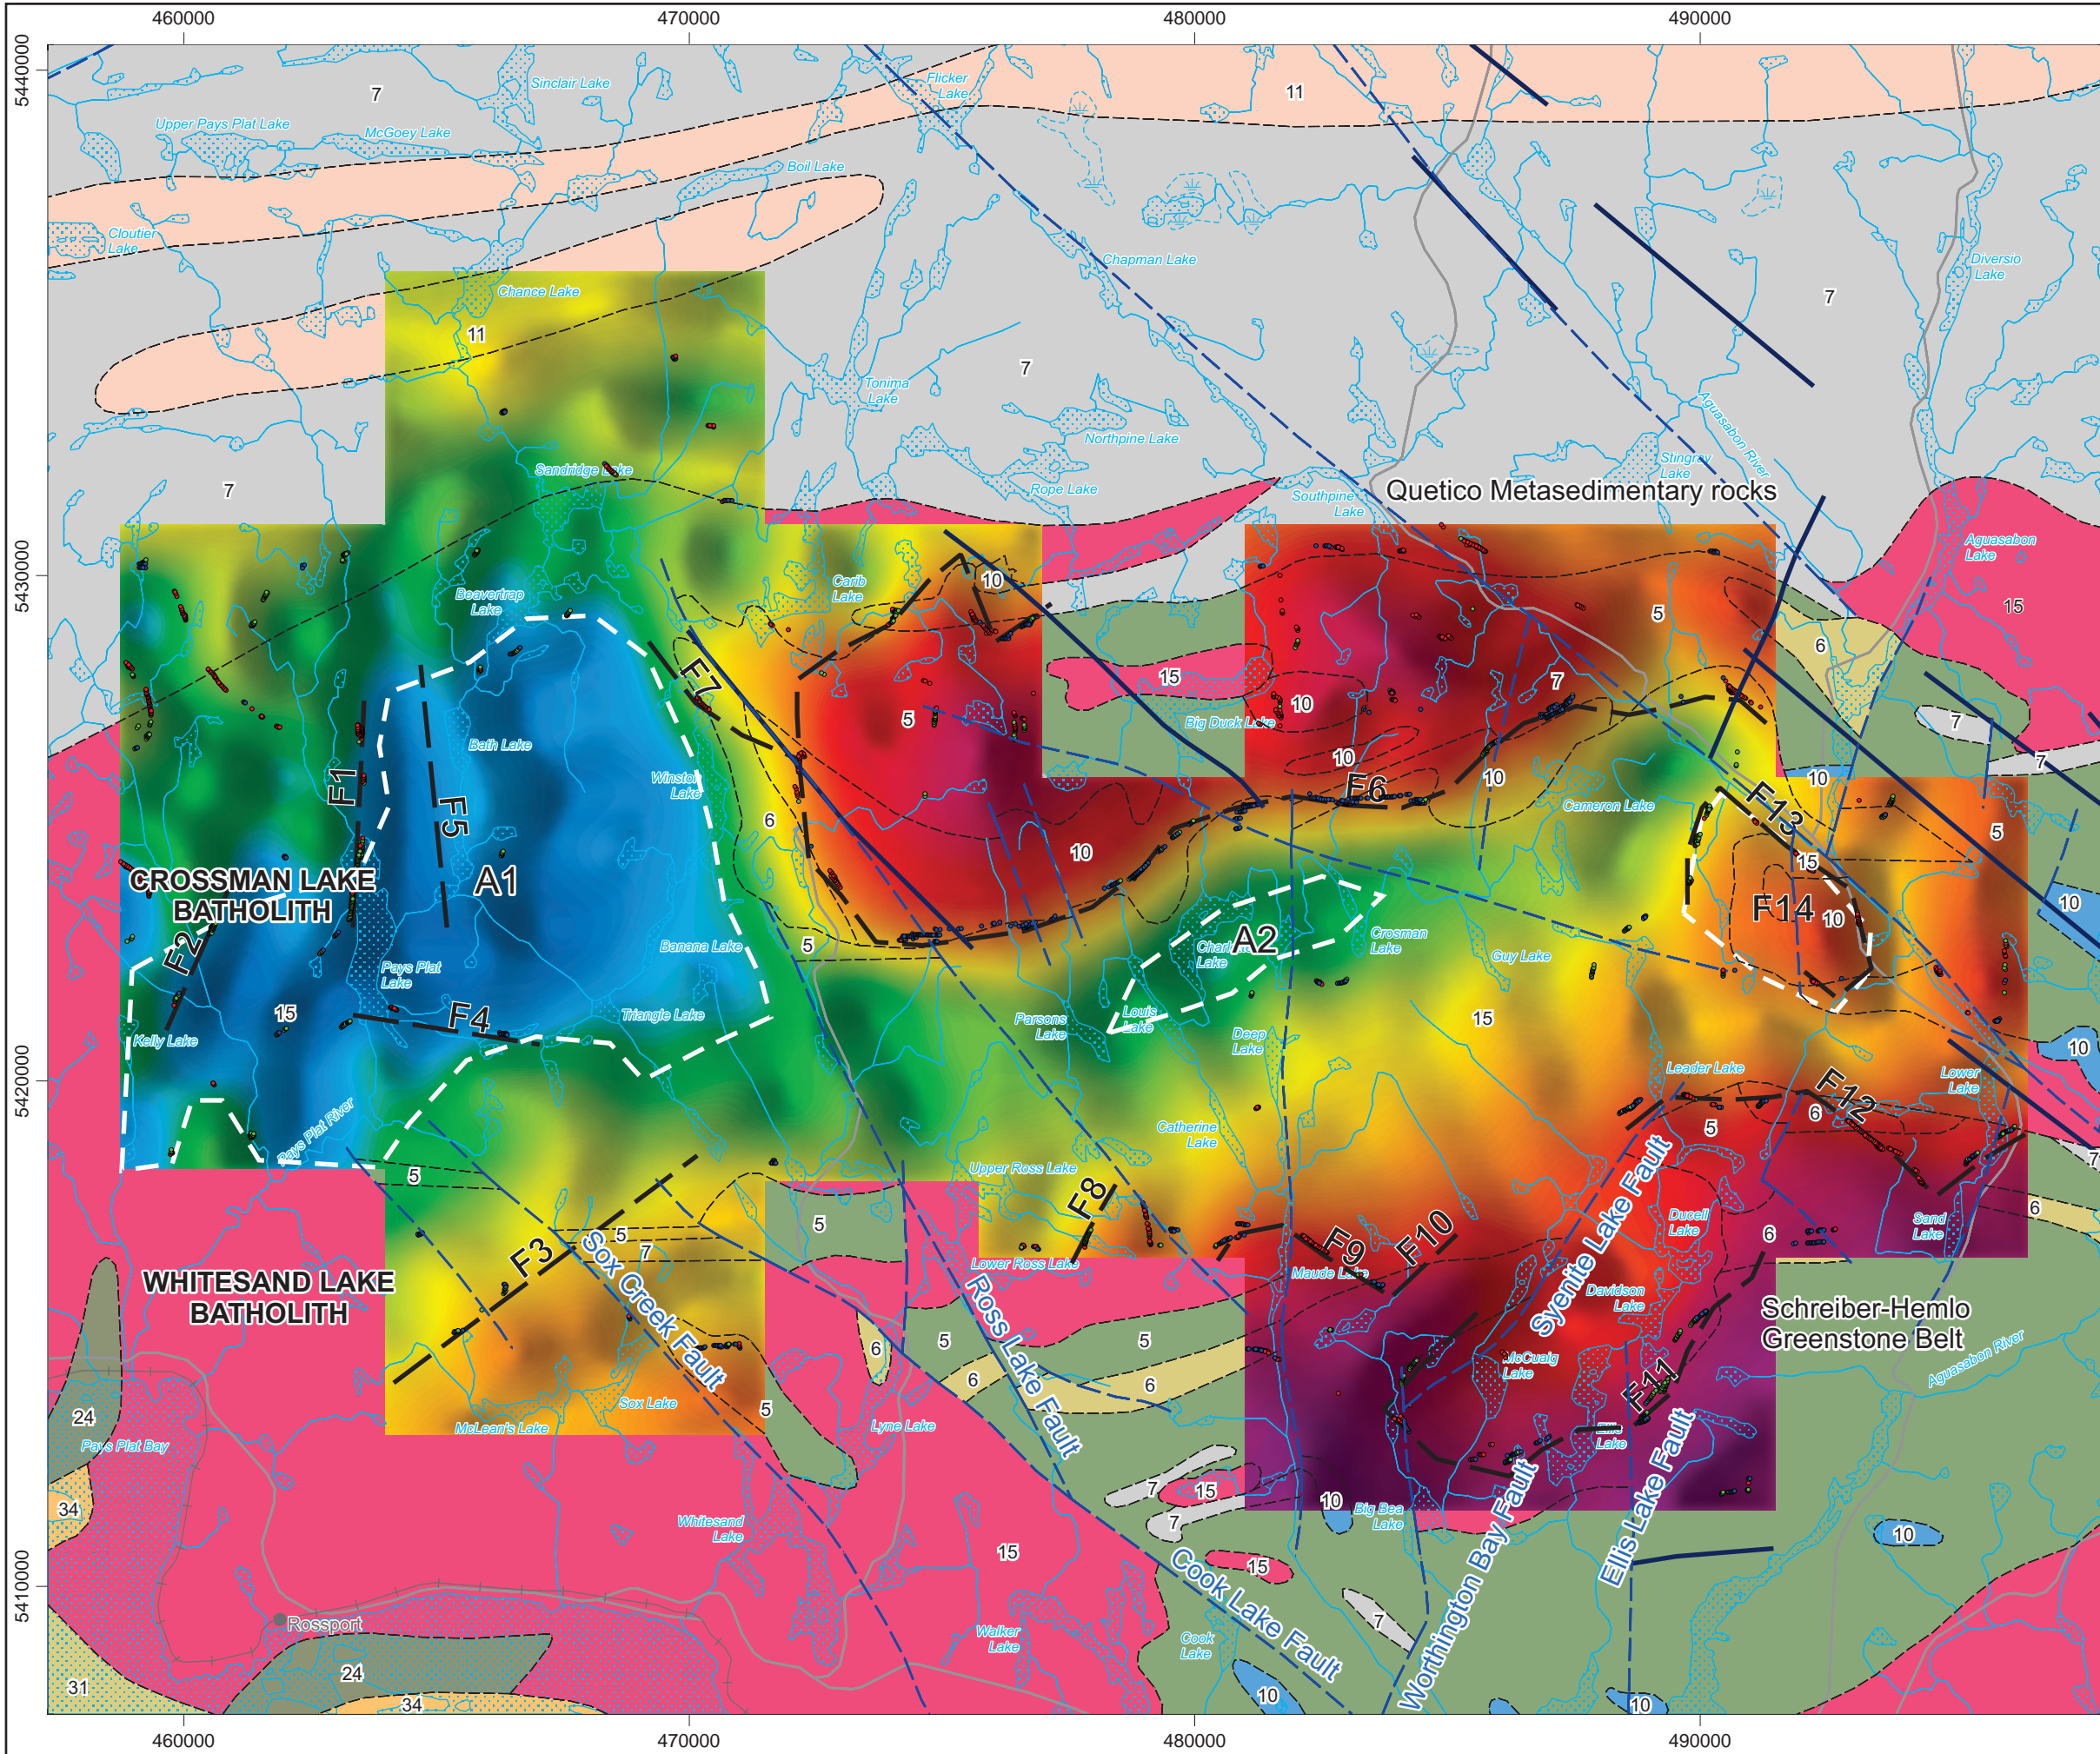 460000 470000 480000 490000
5440000
5430000
5420000
5410000
7
Sinclair Lake
Flicker
Lake
11
Upper Pays Plat Lake
McGoey Lake
Boil Lake
Cloutier
Lake
Chapman Lake
Diversio
Lake
7
Chance Lake
11
7
Tonima
Lake
Northpine Lake
Aguasabon River
Stingray
Lake
Sandridge Lake
7
Rope Lake
Southpine
Lake
Quetico Metasedimentary rocks
Aguasabon
Lake
Carib
Lake
10
Beavertrap
Lake
5
15
6
F7
15
7
5
10
Big Duck Lake
7
Bath Lake
Winston
Lake
10
7
F1
F5
F6
10
10
Cameron Lake
F13
6
5
10
15
CROSSMAN LAKE
BATHOLITH
A1
F14
10
10
F2
A2
Banana Lake
5
Charlotte
Lake
Crosman
Lake
Guy Lake
Pays Plat
Lake
15
F4
Triangle Lake
Parsons
Lake
Louis
Lake
15
Kelly Lake
Deep
Lake
10
Leader Lake
F12
Lower
Lake
6
Pays Plat River
Catherine
Lake
5
7
5
Upper Ross Lake
F8
5
F3
5
7
F9
F10
Syenite Lake Fault
Ducell
Lake
6
Sand
Lake
6
Sox Creek Fault
Lower Ross Lake
Maude Lake
WHITESAND LAKE
BATHOLITH
Davidson
Lake
Schreiber-Hemlo
Greenstone Belt
Ross Lake Fault
5
5
6
McCuaig
Lake
Aguasabon River
6
6
F11
24
Sox Lake
5
McLean's Lake
Lyne Lake
Pays Plat Bay
Ellis
Lake
7
15
34
10
Big Bea
Lake
Whitesand
Lake
7
10
15
15
Cook Lake Fault
Worthington Bay Fault
Ellis Lake Fault
Rossport
7
Walker
Lake
Cook
Lake
24
31
34
10
10
460000 470000 480000 490000